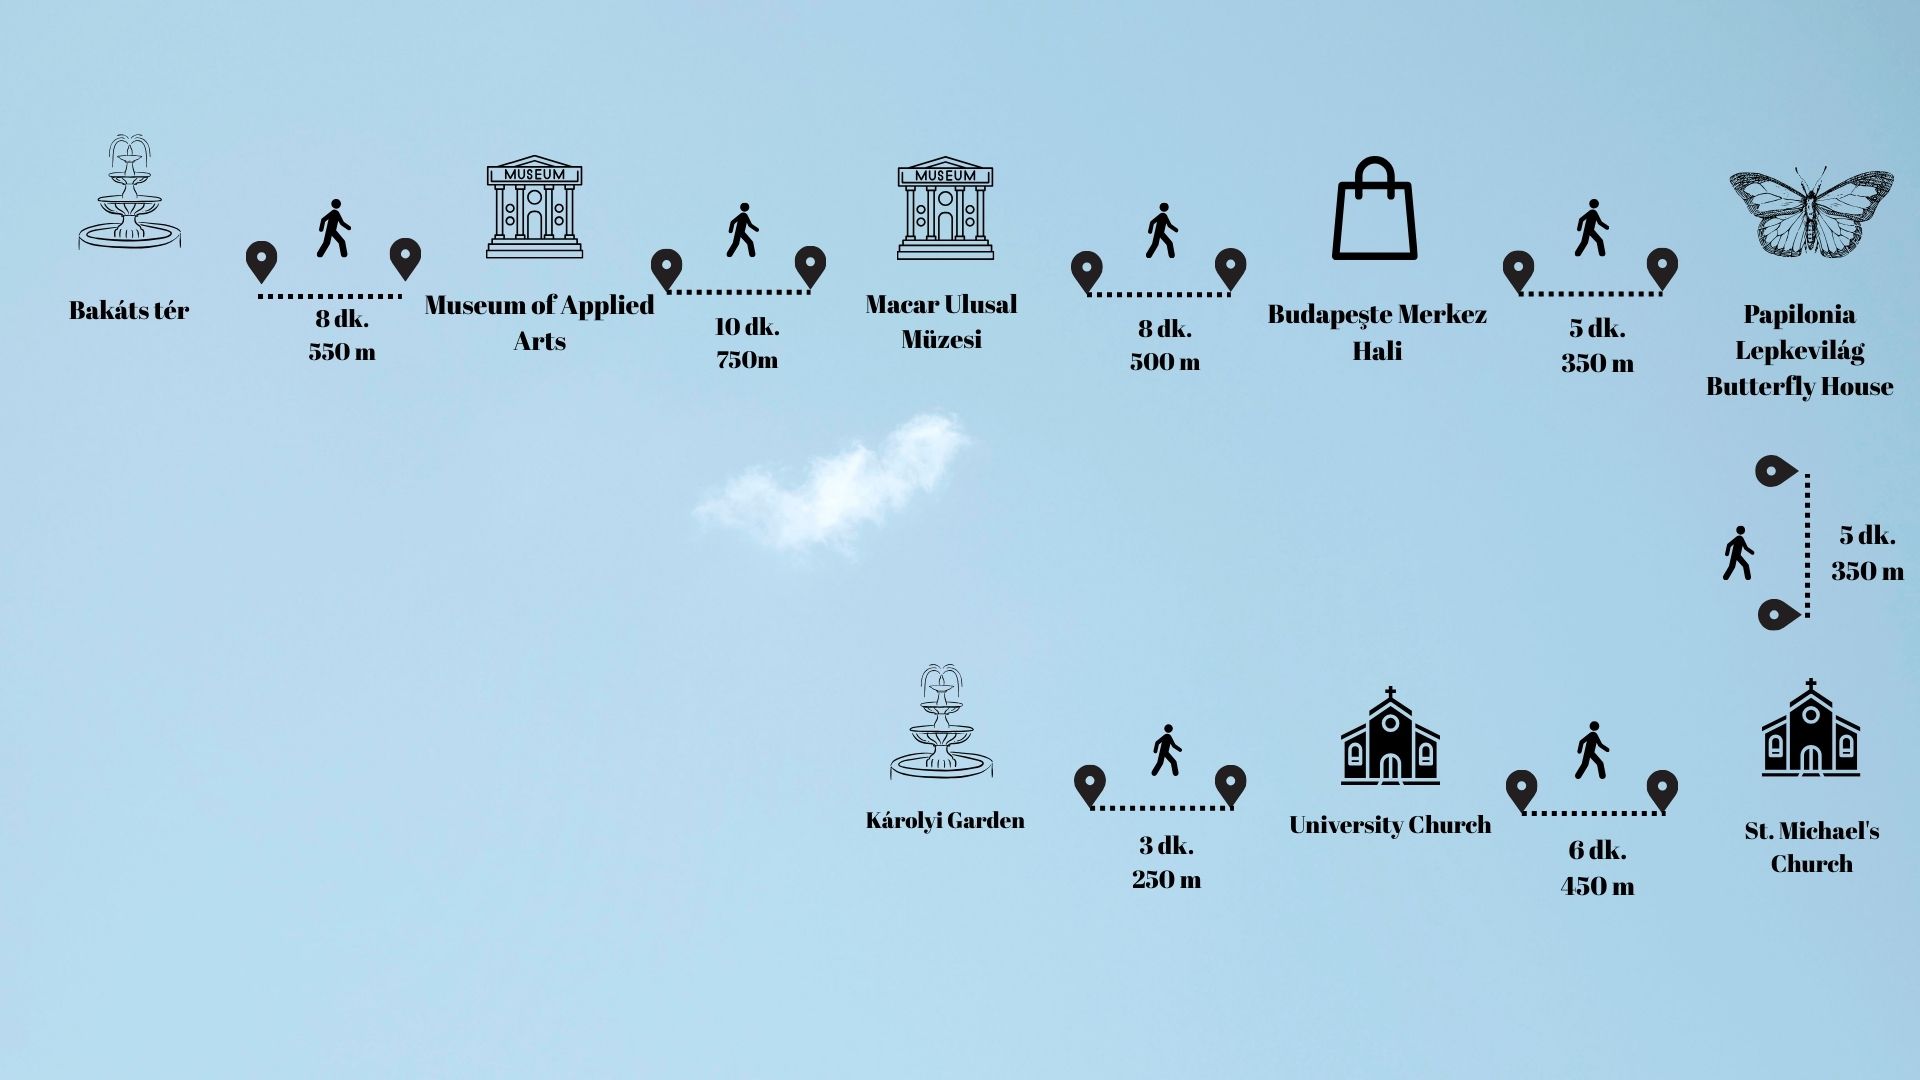 MUSEUM
MUSEUM
Bakáts tér
8 dk.
550 m
Museum of Applied
Arts
10 dk.
750m
Macar Ulusal
Müzesi
8 dk.
500 m
Budapeşte Merkez
Hali
5 dk.
350 m
Papilonia
Lepkevilág
Butterfly House
5 dk.
350 m
Károlyi Garden
3 dk.
250 m
University Church
6 dk.
450 m
St. Michael's
Church